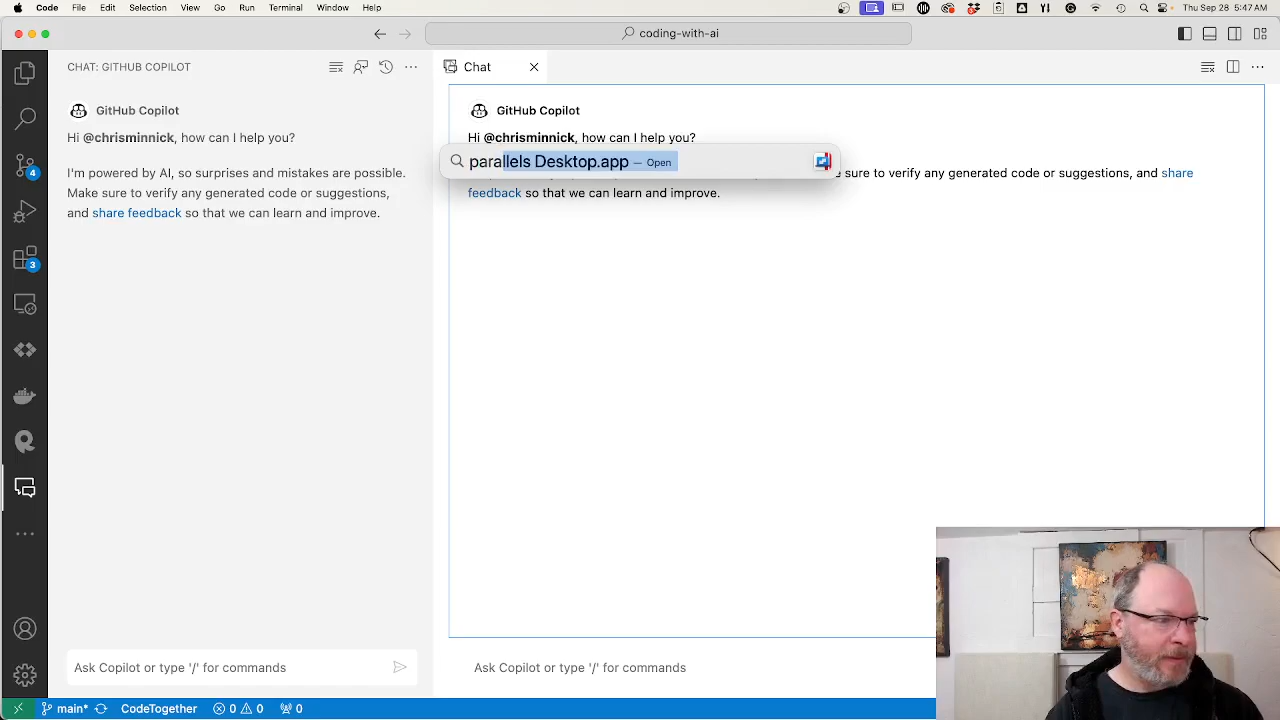 Code File Edit Selection View Go Run Terminal Window Help Thu Sep 28 5:47 AM
coding-with-ai
CHAT: GITHUB COPILOT
Chat
GitHub Copilot
Hi @chrisminnick, how can I help you?
I'm powered by AI, so surprises and mistakes are possible.
Make sure to verify any generated code or suggestions,
and share feedback so that we can learn and improve.
GitHub Copilot
Hi @chrisminnick, how can I help you?
parallels Desktop.app — Open
sure to verify any generated code or suggestions, and share
feedback so that we can learn and improve.
4
3
Ask Copilot or type '/' for commands
Ask Copilot or type '/' for commands
main* CodeTogether 0 0 0